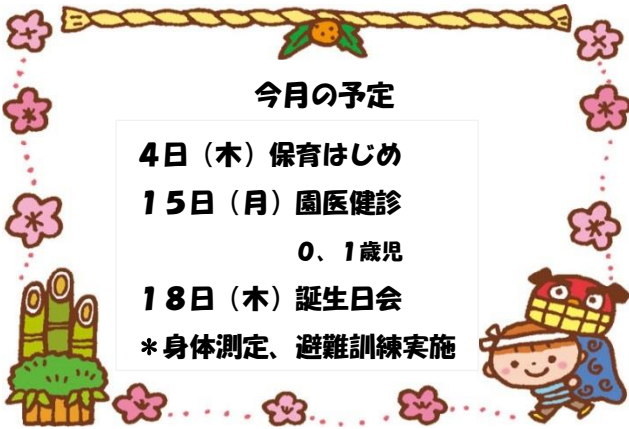 今月の予定
4日（木）保育はじめ
15日（月）園医健診
0、1歳児
18日（木）誕生日会
＊身体測定、避難訓練実施